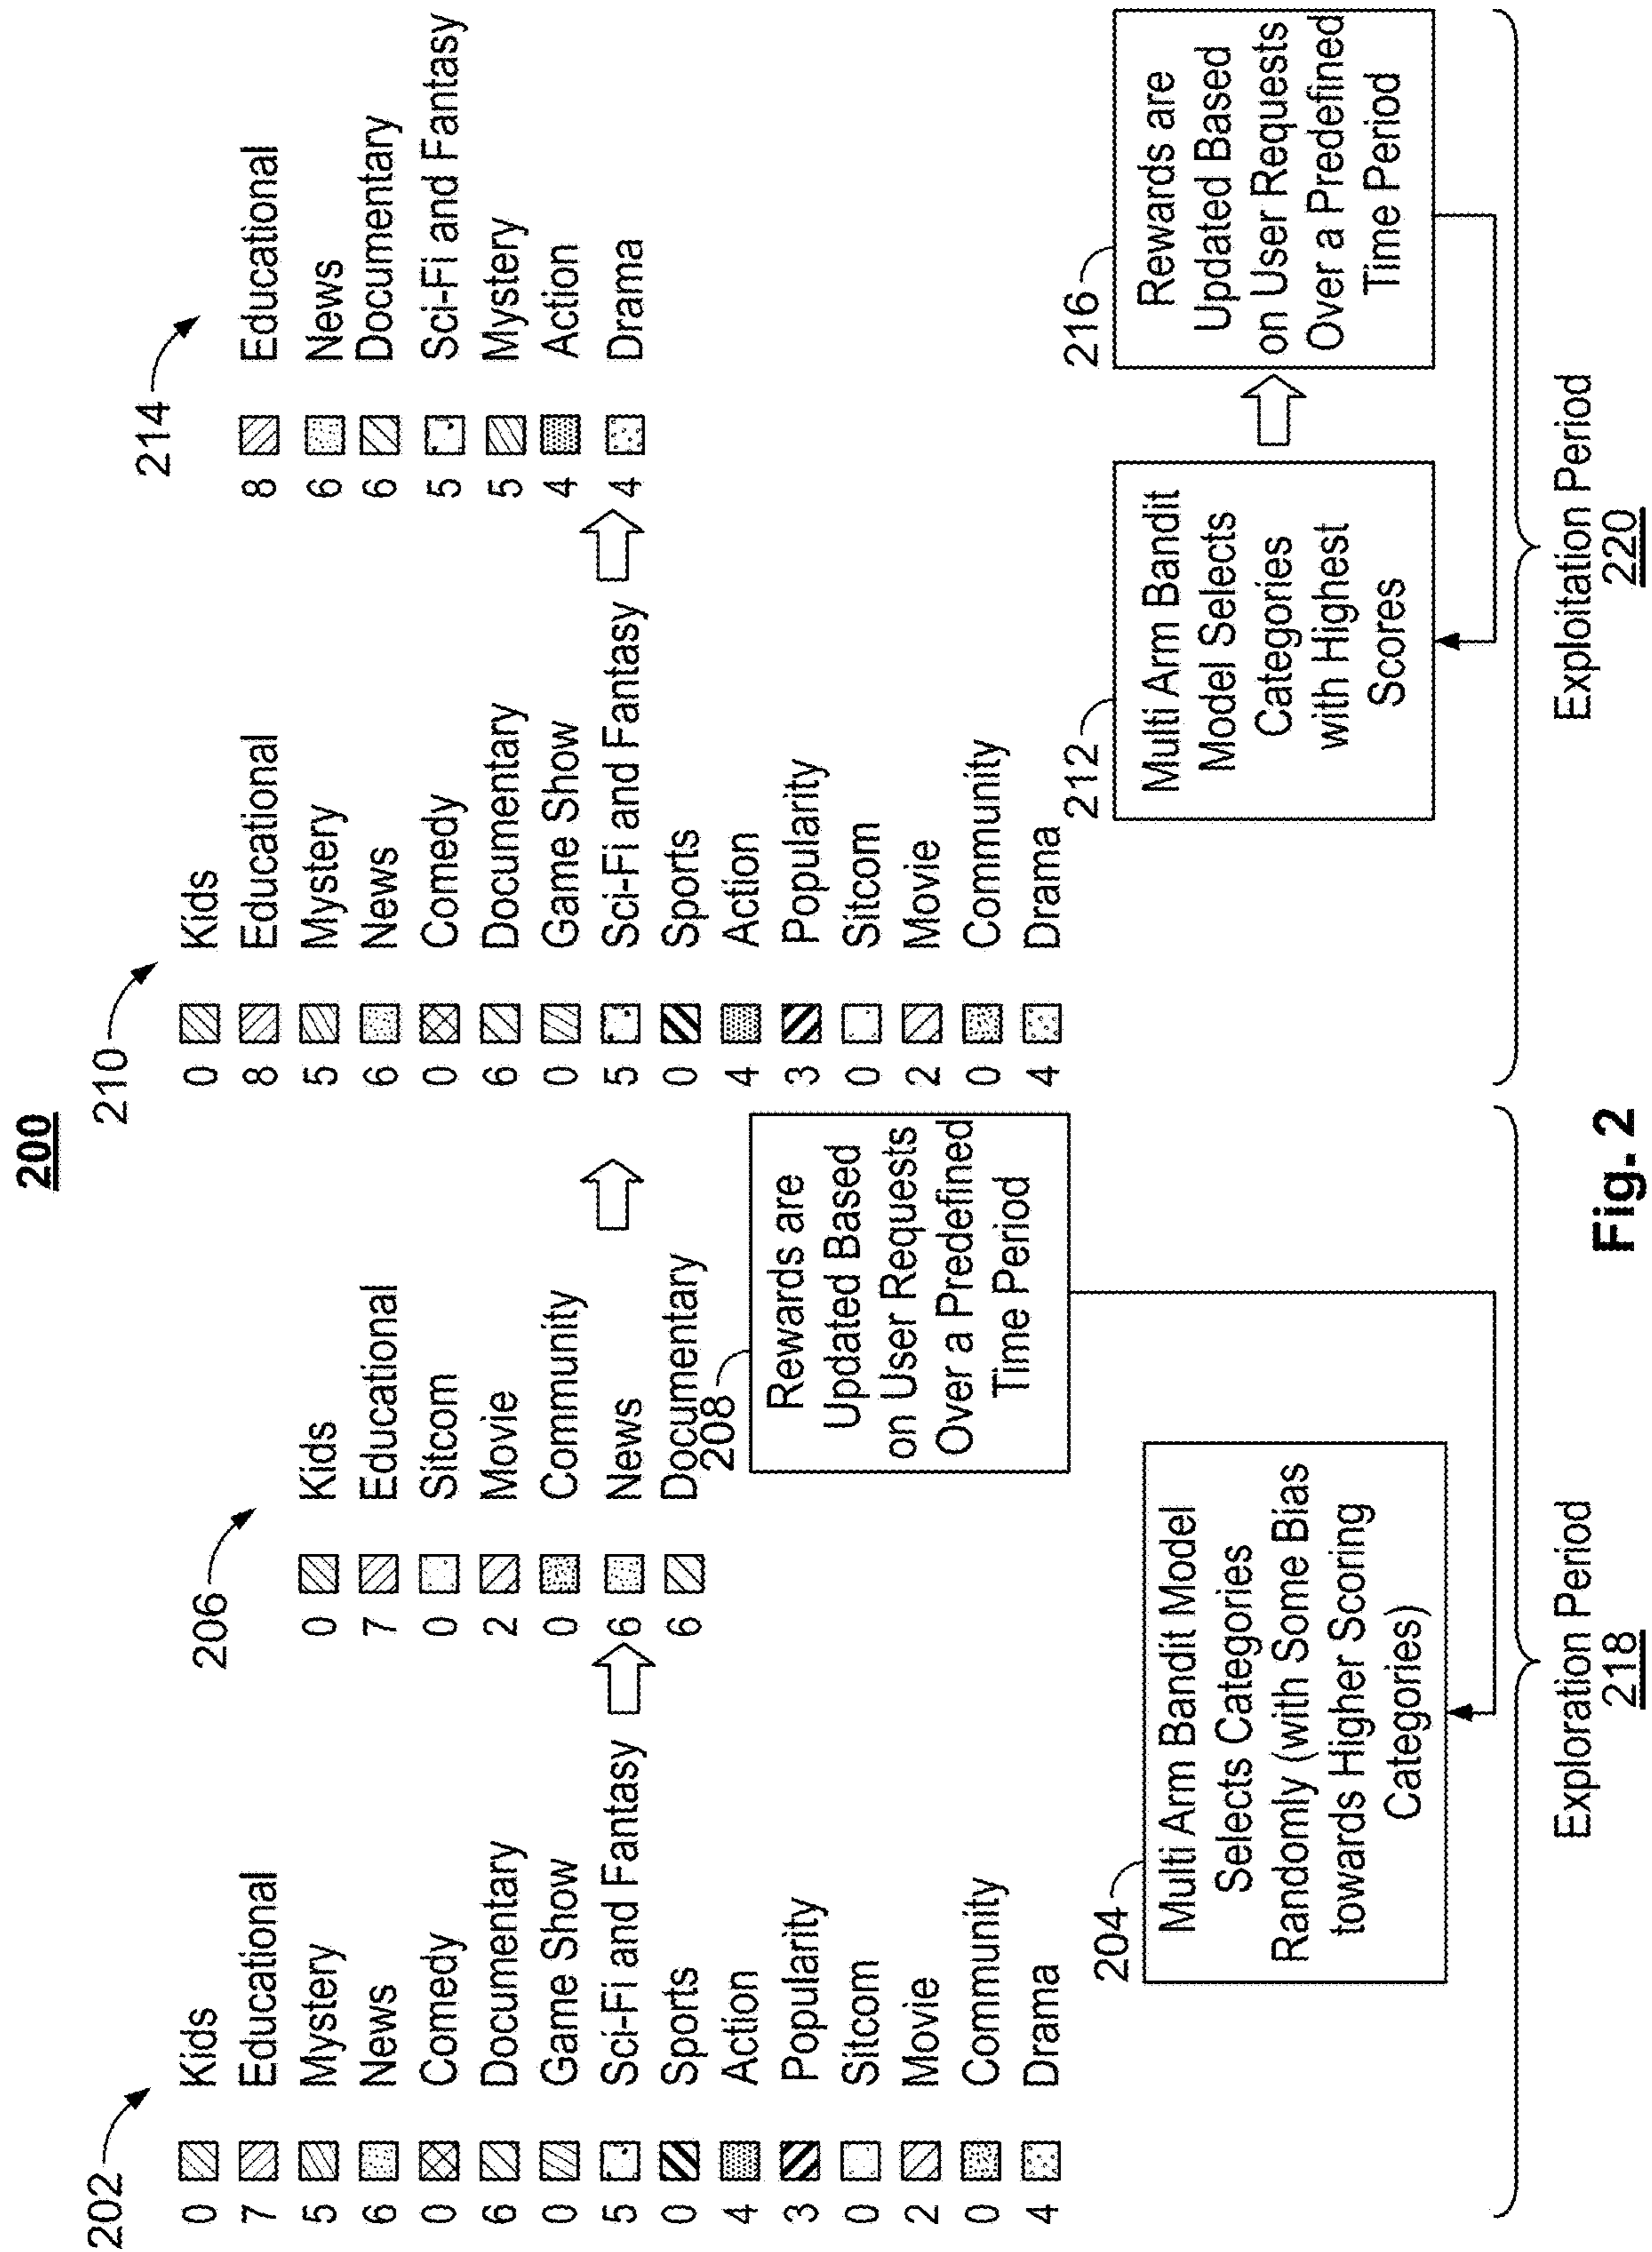 200
202
0 Kids
7 Educational
5 Mystery
6 News
0 Comedy
6 Documentary
0 Game Show
5 Sci-Fi and Fantasy
0 Sports
4 Action
3 Popularity
0 Sitcom
2 Movie
0 Community
4 Drama
204
Multi Arm Bandit Model
Selects Categories
Randomly (with Some Bias
towards Higher Scoring
Categories)
206
0 Kids
7 Educational
0 Sitcom
2 Movie
0 Community
6 News
6 Documentary
208
Rewards are
Updated Based
on User Requests
Over a Predefined
Time Period
Exploration Period
218
210
0 Kids
8 Educational
5 Mystery
6 News
0 Comedy
6 Documentary
0 Game Show
5 Sci-Fi and Fantasy
0 Sports
4 Action
3 Popularity
0 Sitcom
2 Movie
0 Community
4 Drama
212
Multi Arm Bandit
Model Selects
Categories
with Highest
Scores
214
8 Educational
6 News
6 Documentary
5 Sci-Fi and Fantasy
5 Mystery
4 Action
4 Drama
216
Rewards are
Updated Based
on User Requests
Over a Predefined
Time Period
Exploitation Period
220
Fig. 2